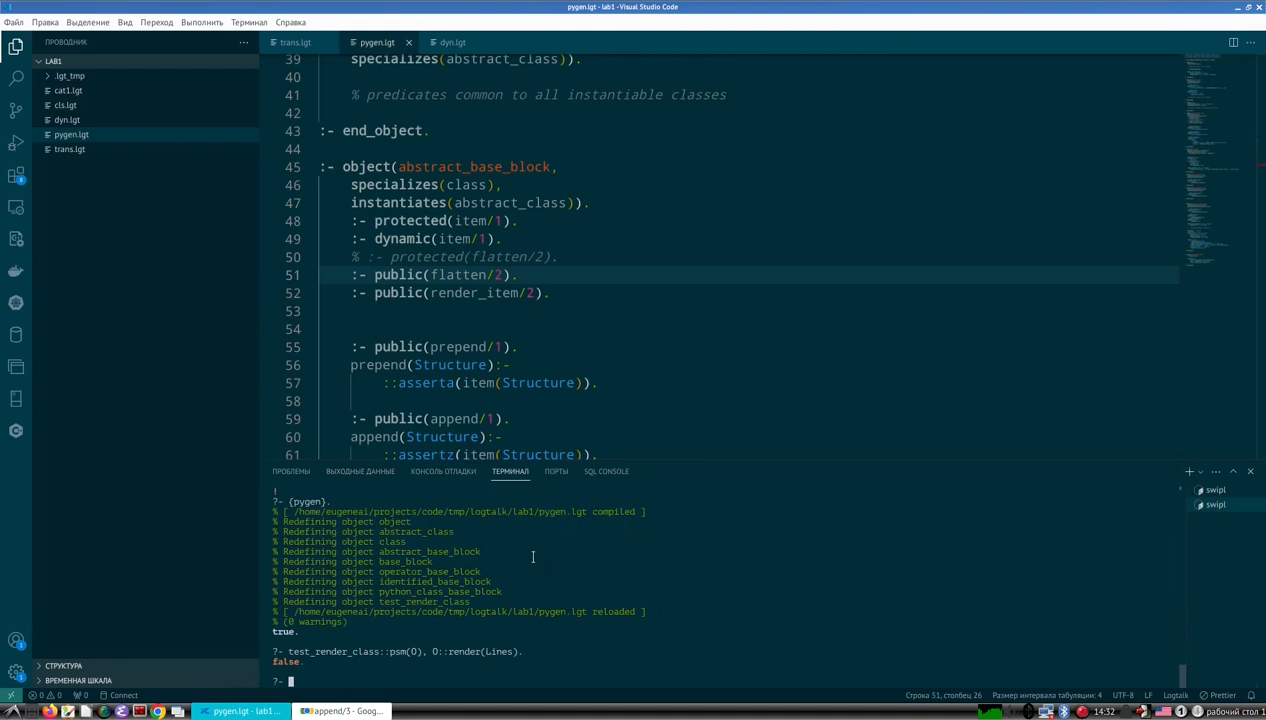 pygen.lgt - lab1 - Visual Studio Code
Файл Правка Выделение Вид Переход Выполнить Терминал Справка
ПРОВОДНИК ···
trans.lgt pygen.lgt × dyn.lgt
LAB1
.lgt_tmp
cat1.lgt
cls.lgt
dyn.lgt
pygen.lgt
trans.lgt
39 specializes(abstract_class)).
40
41 % predicates common to all instantiable classes
42
43 :- end_object.
44
45 :- object(abstract_base_block,
46 specializes(class),
47 instantiates(abstract_class)).
48 :- protected(item/1).
49 :- dynamic(item/1).
50 % :- protected(flatten/2).
51 :- public(flatten/2).
52 :- public(render_item/2).
53
54
55 :- public(prepend/1).
56 prepend(Structure):-
57 ::asserta(item(Structure)).
58
59 :- public(append/1).
60 append(Structure):-
61 ::assertz(item(Structure)).
ПРОБЛЕМЫ ВЫХОДНЫЕ ДАННЫЕ КОНСОЛЬ ОТЛАДКИ ТЕРМИНАЛ ПОРТЫ SQL CONSOLE
swipl
swipl
!
?- {pygen}.
% [ /home/eugeneai/projects/code/tmp/logtalk/lab1/pygen.lgt compiled ]
% Redefining object object
% Redefining object abstract_class
% Redefining object class
% Redefining object abstract_base_block
% Redefining object base_block
% Redefining object operator_base_block
% Redefining object identified_base_block
% Redefining object python_class_base_block
% Redefining object test_render_class
% [ /home/eugeneai/projects/code/tmp/logtalk/lab1/pygen.lgt reloaded ]
% (0 warnings)
true.
?- test_render_class::psm(O), O::render(Lines).
false.
?-
СТРУКТУРА
ВРЕМЕННАЯ ШКАЛА
0 0 0 Connect Строка 51, столбец 26 Размер интервала табуляции: 4 UTF-8 LF Logtalk Prettier
pygen.lgt - lab1... append/3 - Goog... 14:32 рабочий стол 1